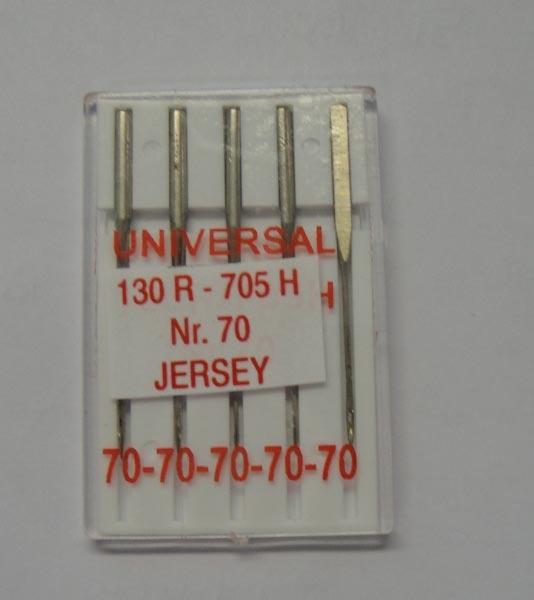 UNIVERSAL
130 R - 705 H
H
Nr. 70
JERSEY
70-70-70-70-70